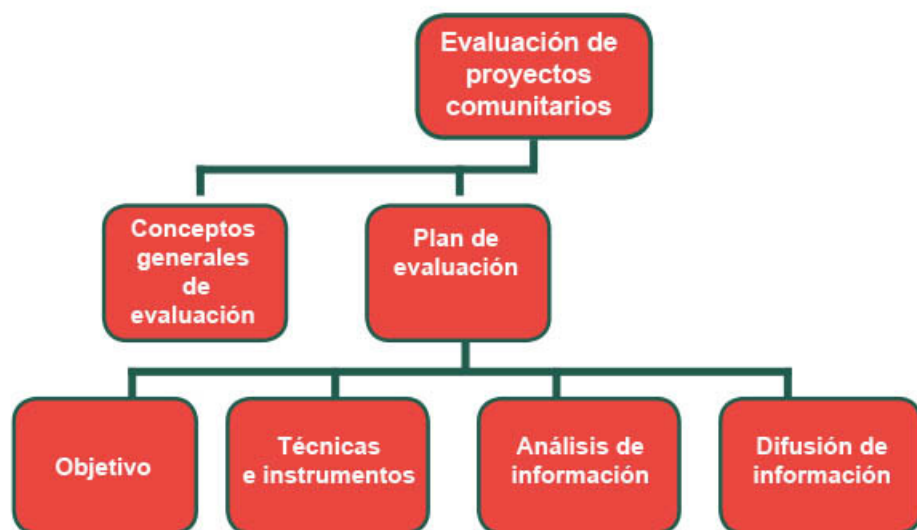 Evaluación de
proyectos
comunitarios
Conceptos
generales
de
evaluación
Plan de
evaluación
Objetivo
Técnicas
e instrumentos
Análisis de
información
Difusión de
información